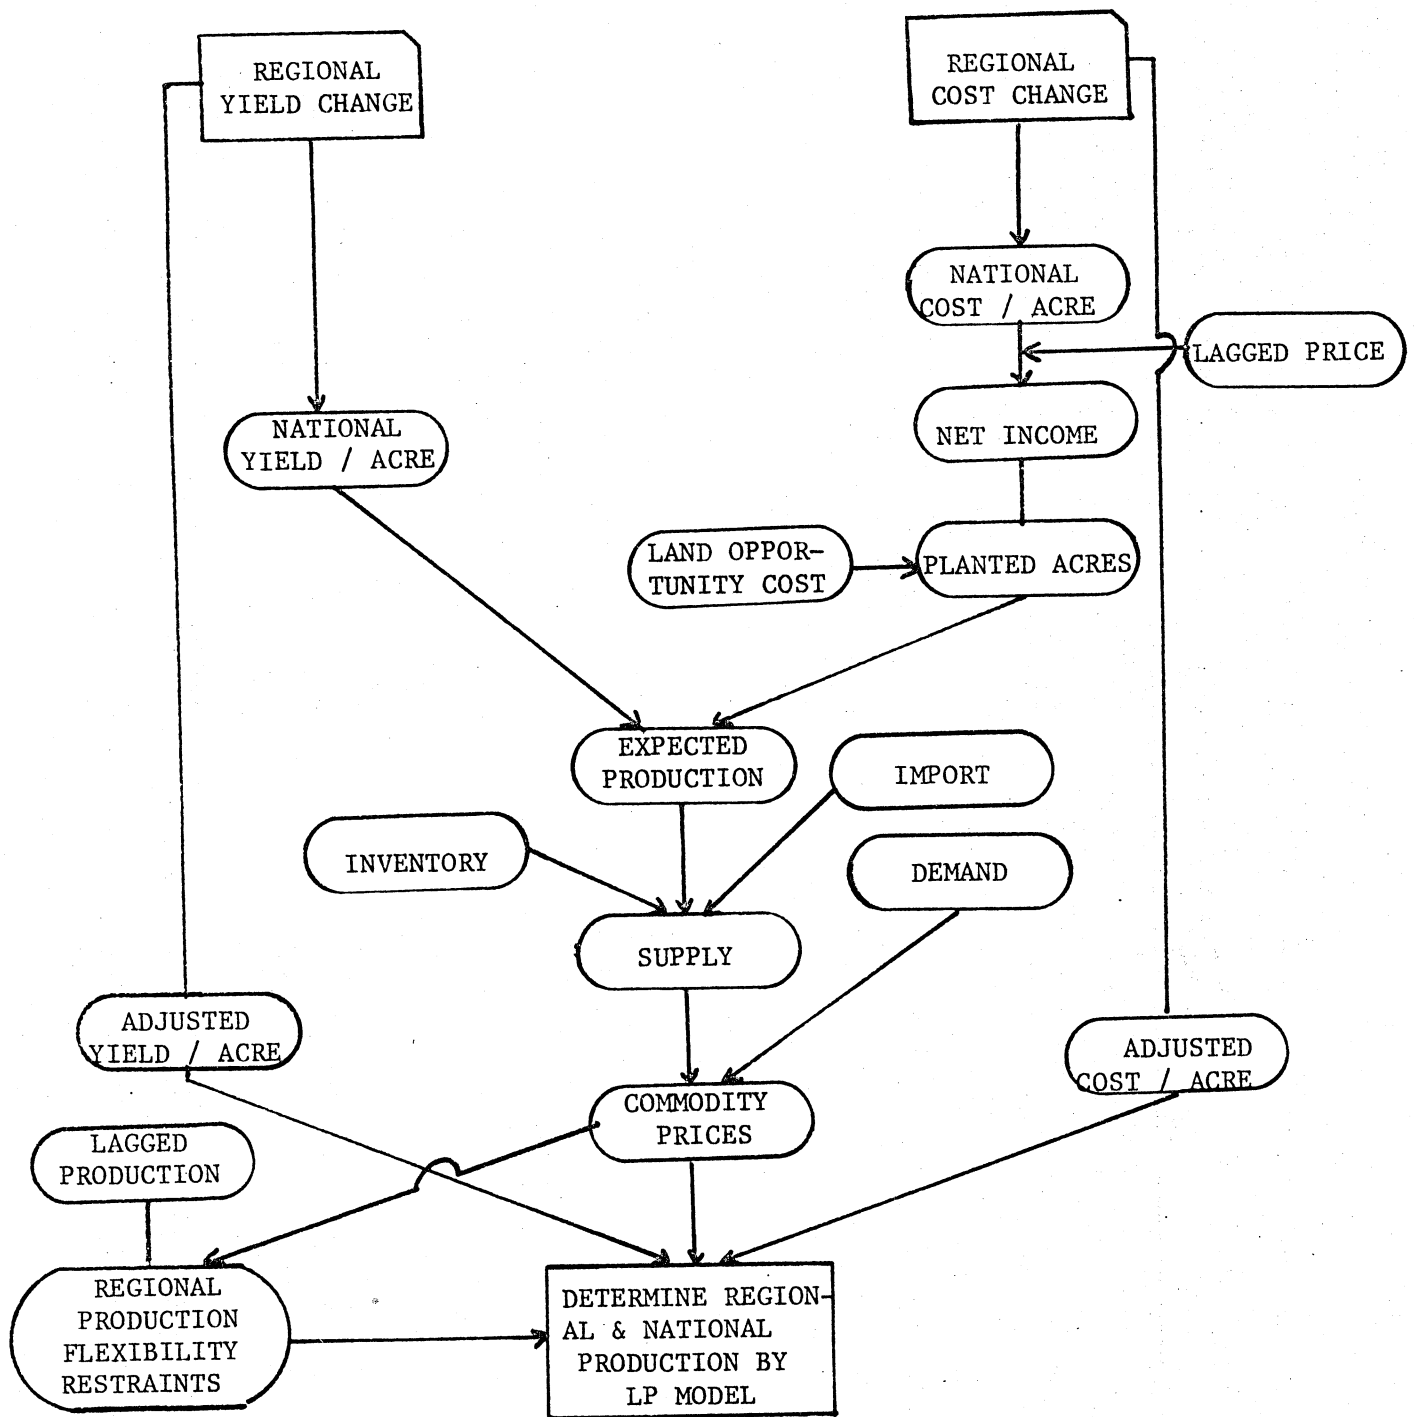 REGIONAL
YIELD CHANGE
REGIONAL
COST CHANGE
NATIONAL
COST / ACRE
LAGGED PRICE
NATIONAL
YIELD / ACRE
NET INCOME
LAND OPPOR-
TUNITY COST
PLANTED ACRES
EXPECTED
PRODUCTION
IMPORT
INVENTORY
DEMAND
SUPPLY
ADJUSTED
YIELD / ACRE
ADJUSTED
COST / ACRE
COMMODITY
PRICES
LAGGED
PRODUCTION
REGIONAL
PRODUCTION
FLEXIBILITY
RESTRAINTS
DETERMINE REGION-
AL & NATIONAL
PRODUCTION BY
LP MODEL